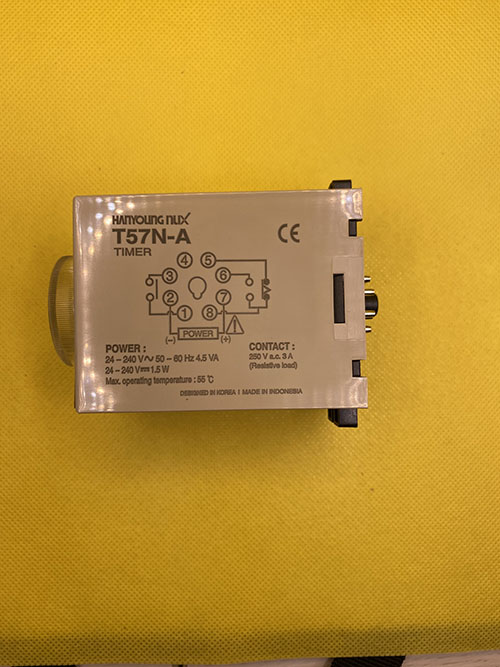 HANYOUNG NUX
T57N-A
TIMER
CE
4 5
3 6
2 7
1 8
(-) POWER (+)
POWER :
24 – 240 V ~ 50 – 60 Hz 4.5 VA
24 – 240 V ⎓ 1.5 W
Max. operating temperature : 55 ℃
CONTACT :
250 V a.c. 3 A
(Resistive load)
DESIGNED IN KOREA | MADE IN INDONESIA